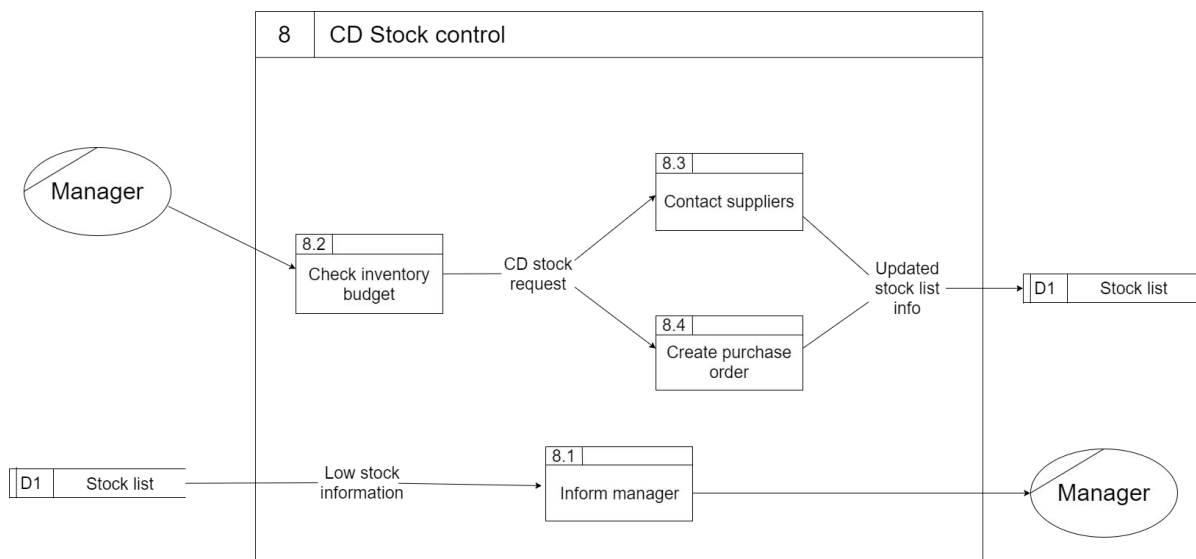 8
CD Stock control
Manager
8.3
Contact suppliers
8.2
Check inventory
budget
CD stock
request
Updated
stock list
info
D1
Stock list
8.4
Create purchase
order
8.1
Inform manager
D1
Stock list
Low stock
information
Manager